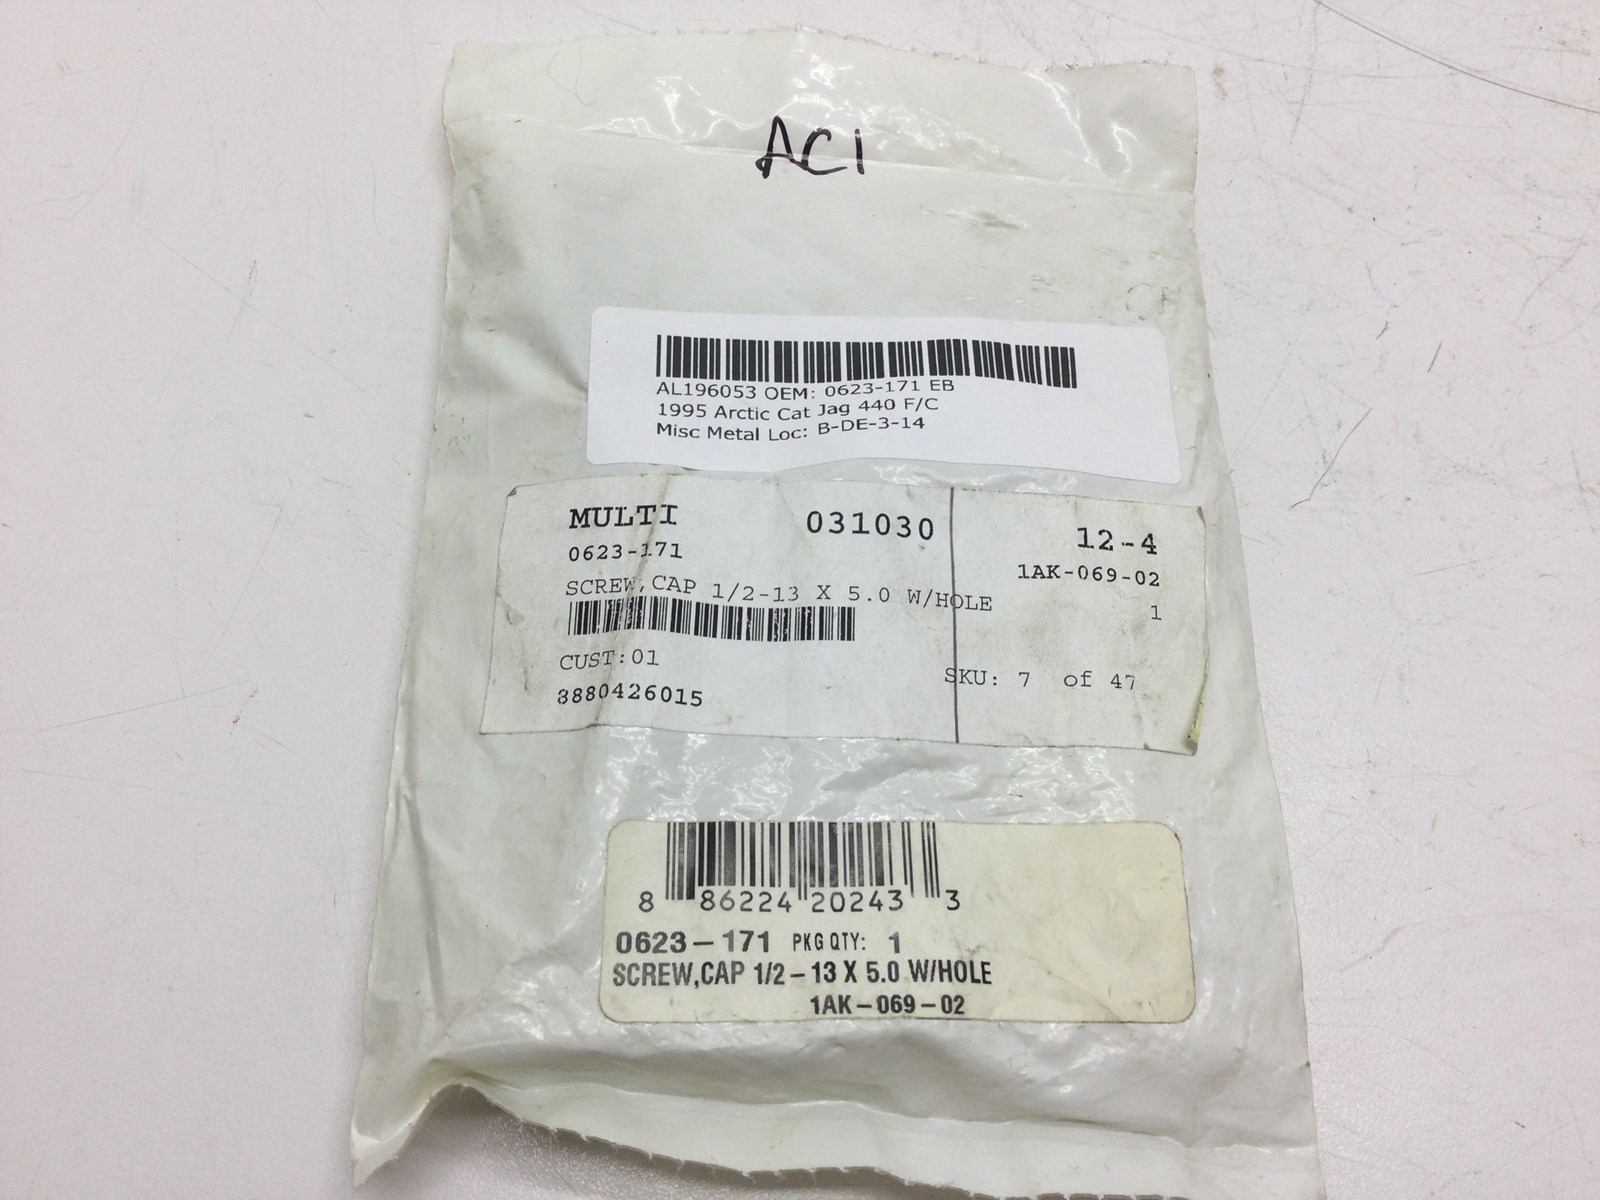 AC1
AL196053 OEM: 0623-171 EB
1995 Arctic Cat Jag 440 F/C
Misc Metal Loc: B-DE-3-14
MULTI 031030 12-4
0623-171 1AK-069-02
SCREW,CAP 1/2-13 X 5.0 W/HOLE 1
CUST:01 SKU: 7 of 47
8880426015
8 86224 20243 3
0623-171 PKG QTY: 1
SCREW,CAP 1/2-13 X 5.0 W/HOLE
1AK-069-02